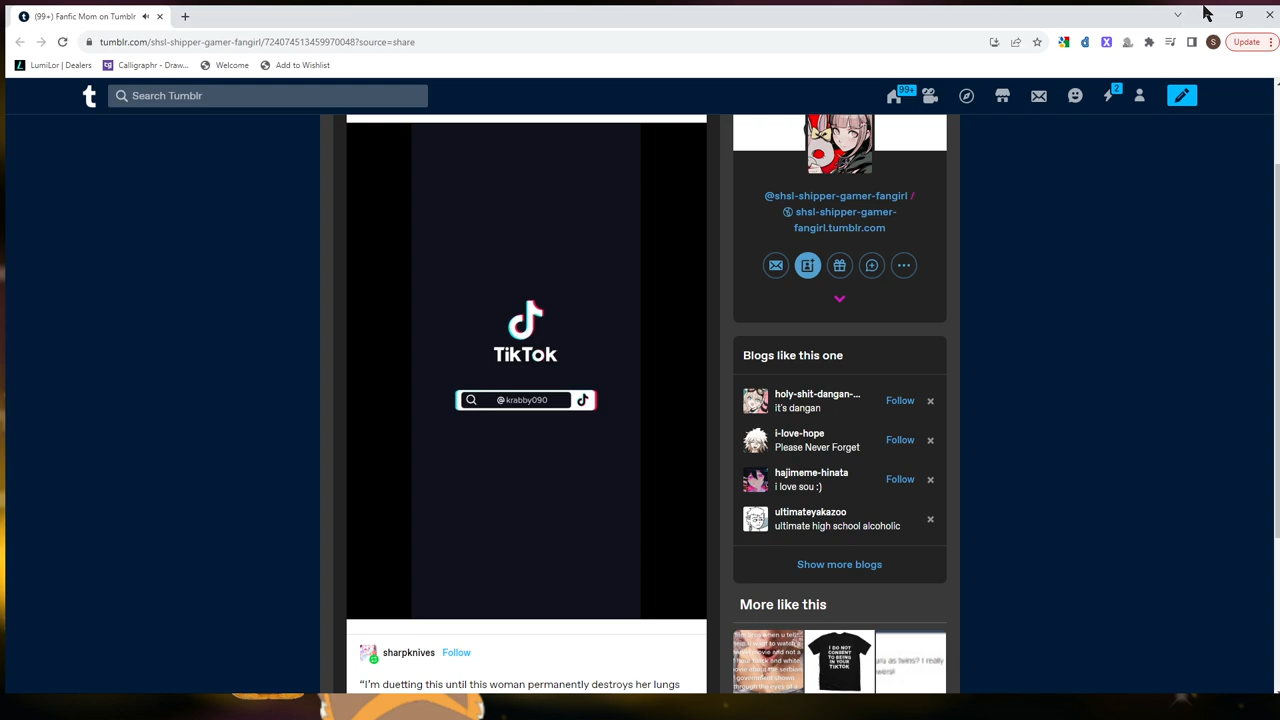 (99+) Fanfic Mom on Tumblr
tumblr.com/shsl-shipper-gamer-fangirl/724074513459970048?source=share
Update
LumiLor | Dealers
Calligraphr - Draw...
Welcome
Add to Wishlist
Search Tumblr
99+
2
@shsl-shipper-gamer-fangirl /
shsl-shipper-gamer-
fangirl.tumblr.com
TikTok
@krabby090
Blogs like this one
holy-shit-dangan-...
it's dangan
Follow
i-love-hope
Please Never Forget
Follow
hajimeme-hinata
i love sou :)
Follow
ultimateyakazoo
ultimate high school alcoholic
Show more blogs
More like this
I DO NOT
CONSENT
TO BEING
IN YOUR
TIKTOK
sharpknives Follow
“I’m duetting this until this woman permanently destroys her lungs